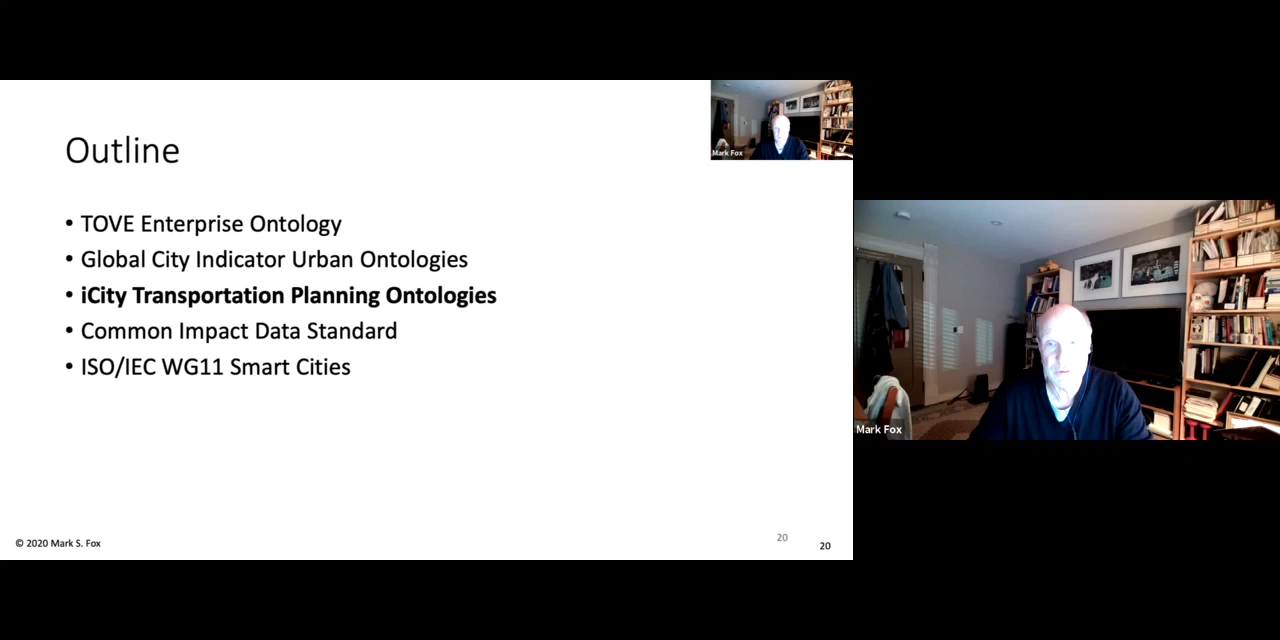 Outline
• TOVE Enterprise Ontology
• Global City Indicator Urban Ontologies
• iCity Transportation Planning Ontologies
• Common Impact Data Standard
• ISO/IEC WG11 Smart Cities
© 2020 Mark S. Fox
20
20
Mark Fox
Mark Fox